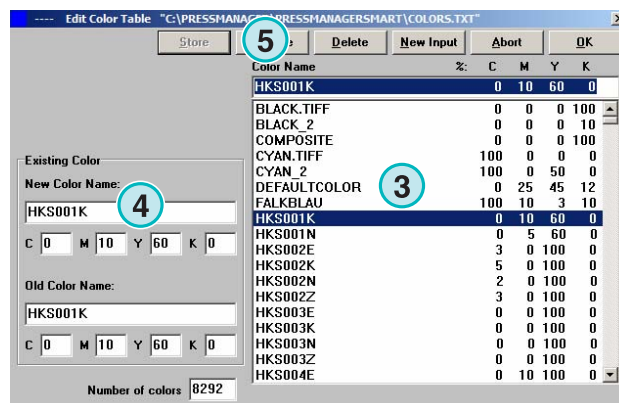 ---- Edit Color Table "C:\PRESSMANAGER\PRESSMANAGERSMART\COLORS.TXT"
Store 5 Delete New Input Abort OK
Color Name %: C M Y K
HKS001K 0 10 60 0
BLACK.TIFF 0 0 0 100
BLACK_2 0 0 0 10
COMPOSITE 0 0 0 100
CYAN.TIFF 100 0 0 0
CYAN_2 100 0 50 0
DEFAULTCOLOR 0 25 45 12
FALKBLAU 100 10 3 10
HKS001K 0 10 60 0
HKS001N 0 5 60 0
HKS002E 3 0 100 0
HKS002K 5 0 100 0
HKS002N 2 0 100 0
HKS002Z 3 0 100 0
HKS003E 0 0 100 0
HKS003K 0 0 100 0
HKS003N 0 0 100 0
HKS003Z 0 0 100 0
HKS004E 0 10 100 0
3
Existing Color
New Color Name:
HKS001K 4
C 0 M 10 Y 60 K 0
Old Color Name:
HKS001K
C 0 M 10 Y 60 K 0
Number of colors 8292